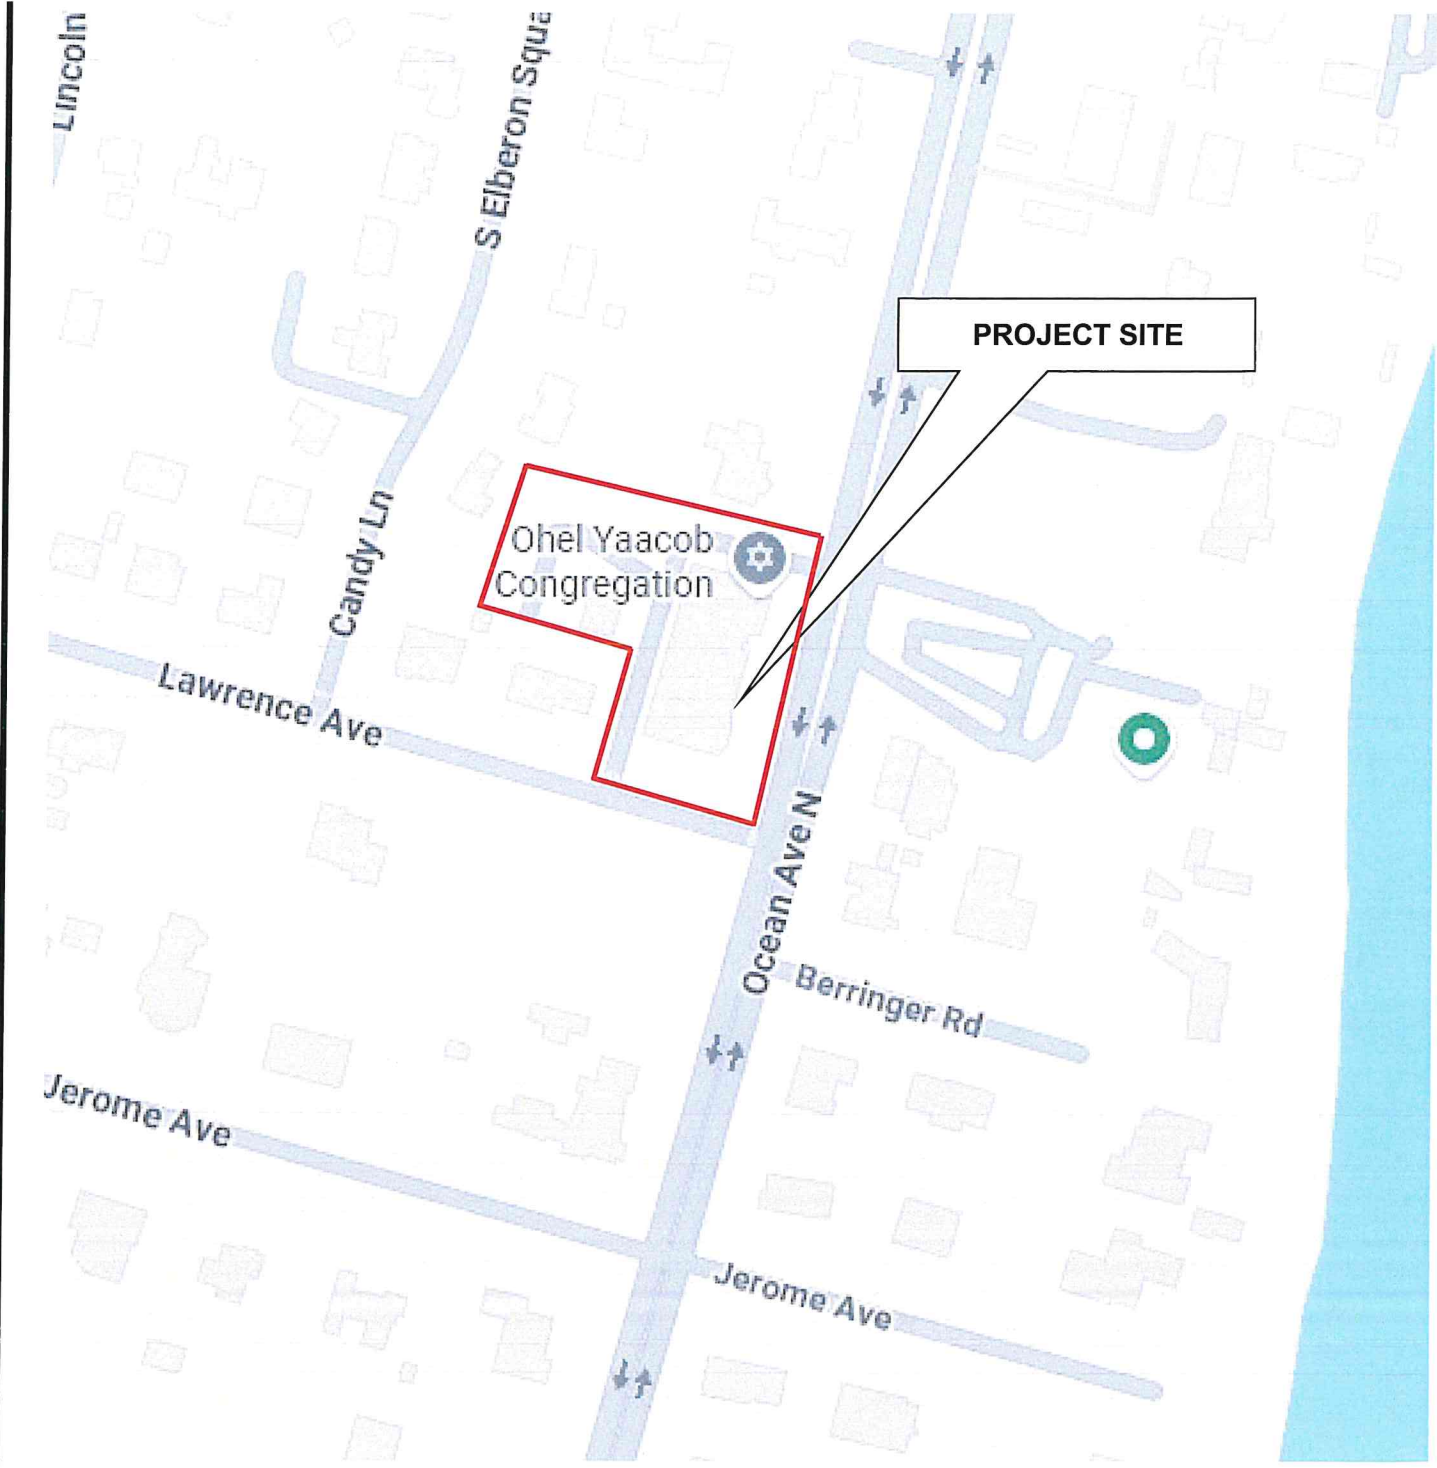 Lincoln
S Elberon Squa
PROJECT SITE
Ohel Yaacob
Congregation
Candy Ln
Lawrence Ave
Ocean Ave N
Berringer Rd
Jerome Ave
Jerome Ave